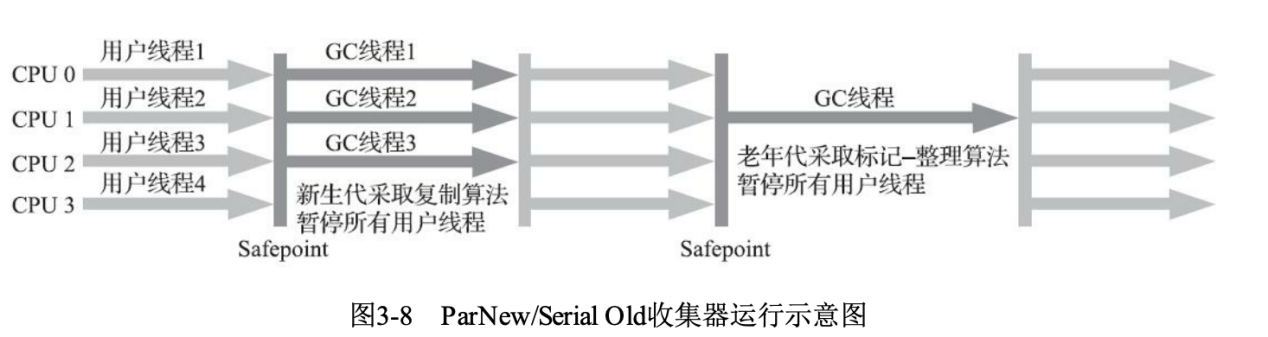 用户线程1
GC线程1
CPU 0
用户线程2
GC线程2
GC线程
CPU 1
用户线程3
GC线程3
CPU 2
老年代采取标记–整理算法
暂停所有用户线程
用户线程4
CPU 3
新生代采取复制算法
暂停所有用户线程
Safepoint
Safepoint
图3-8 ParNew/Serial Old收集器运行示意图